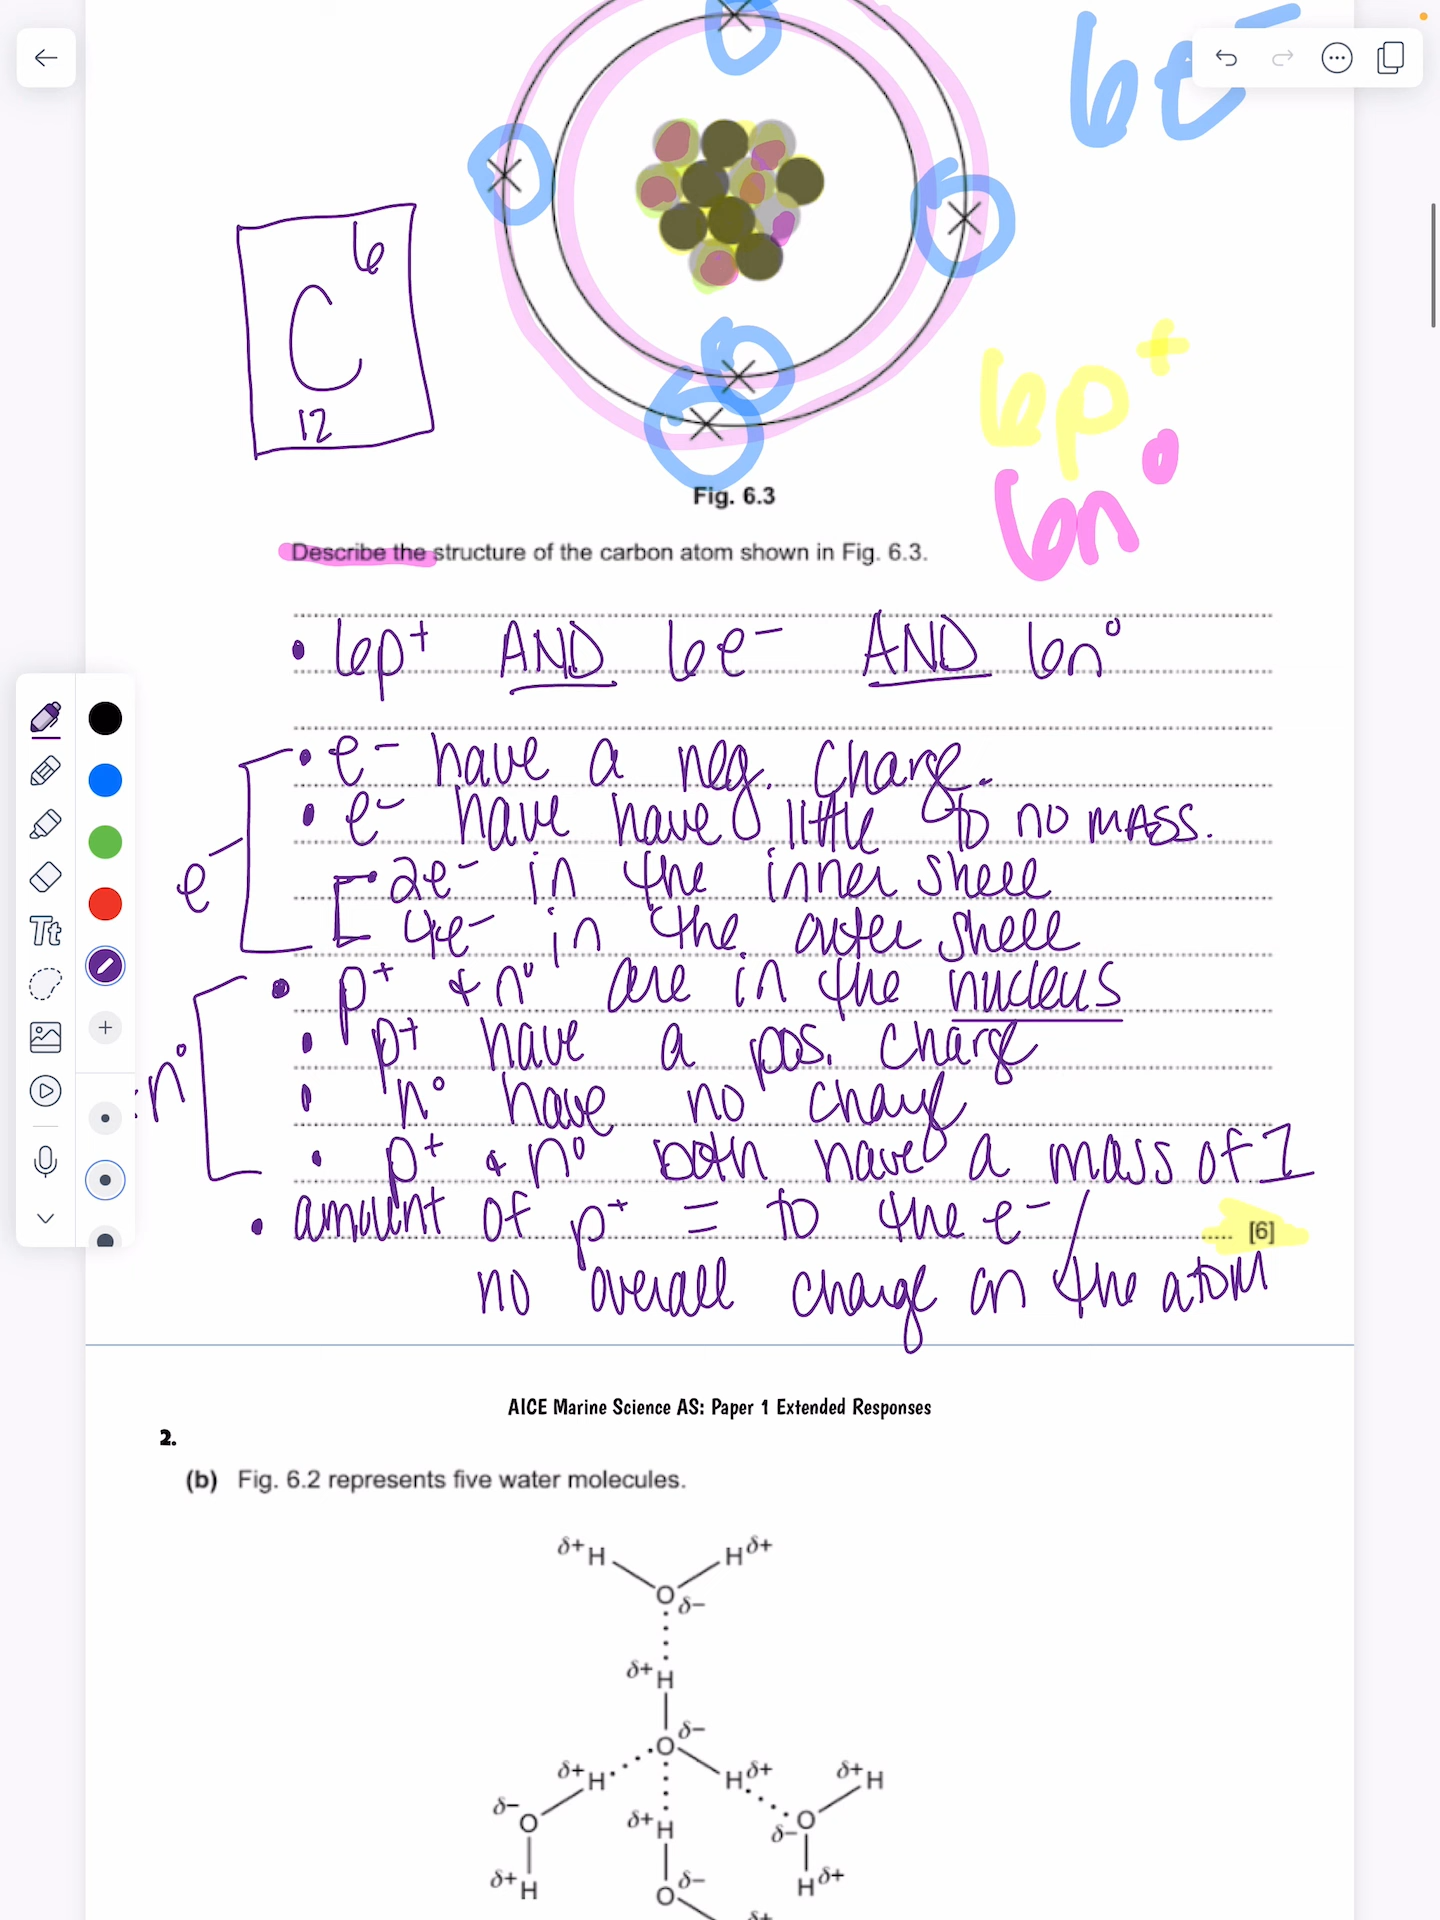 6e-
C 6
12
6p+
6n°
Fig. 6.3
Describe the structure of the carbon atom shown in Fig. 6.3.
• 6p+ AND 6e- AND 6n°
• e- have a neg. charge.
• e- have have little to no mass.
e-
• 2e- in the inner shell
4e- in the outer shell
• p+ & n° are in the nucleus
• p+ have a pos. charge
n°
• n° have no charge
• p+ & n° both have a mass of 1
• amount of p+ = to the e- /
[6]
no overall charge on the atom
Tt
AICE Marine Science AS: Paper 1 Extended Responses
2.
(b) Fig. 6.2 represents five water molecules.
δ+ H H δ+
O δ−
δ+ H
O δ−
δ+ H H δ+ δ+ H
δ− O δ+ H δ− O
δ+ H O δ− H δ+
δ+